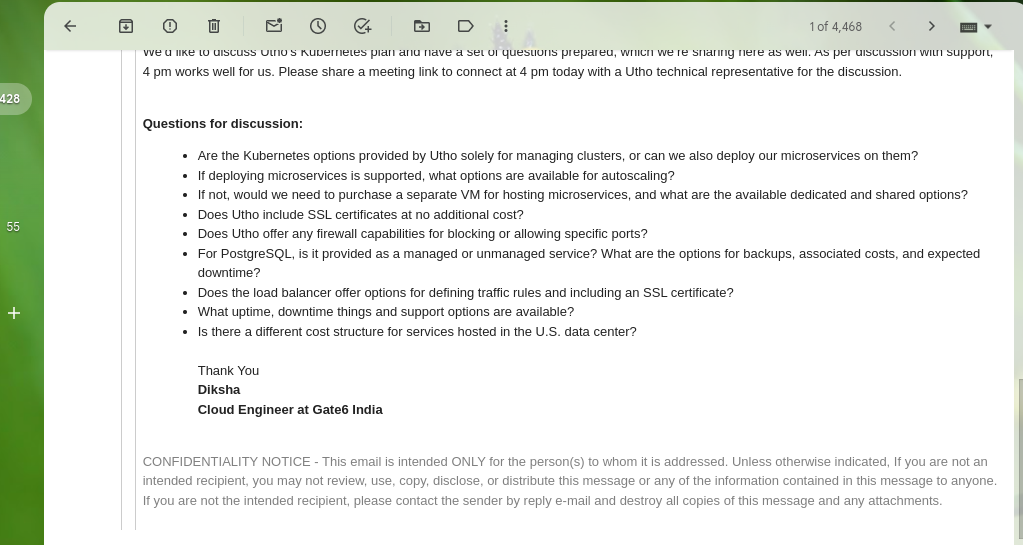 1 of 4,468
We'd like to discuss Utho's Kubernetes plan and have a set of questions prepared, which we're sharing here as well. As per discussion with support,
4 pm works well for us. Please share a meeting link to connect at 4 pm today with a Utho technical representative for the discussion.
428
Questions for discussion:
• Are the Kubernetes options provided by Utho solely for managing clusters, or can we also deploy our microservices on them?
• If deploying microservices is supported, what options are available for autoscaling?
• If not, would we need to purchase a separate VM for hosting microservices, and what are the available dedicated and shared options?
• Does Utho include SSL certificates at no additional cost?
55
• Does Utho offer any firewall capabilities for blocking or allowing specific ports?
• For PostgreSQL, is it provided as a managed or unmanaged service? What are the options for backups, associated costs, and expected
downtime?
• Does the load balancer offer options for defining traffic rules and including an SSL certificate?
• What uptime, downtime things and support options are available?
• Is there a different cost structure for services hosted in the U.S. data center?
Thank You
Diksha
Cloud Engineer at Gate6 India
CONFIDENTIALITY NOTICE - This email is intended ONLY for the person(s) to whom it is addressed. Unless otherwise indicated, If you are not an
intended recipient, you may not review, use, copy, disclose, or distribute this message or any of the information contained in this message to anyone.
If you are not the intended recipient, please contact the sender by reply e-mail and destroy all copies of this message and any attachments.